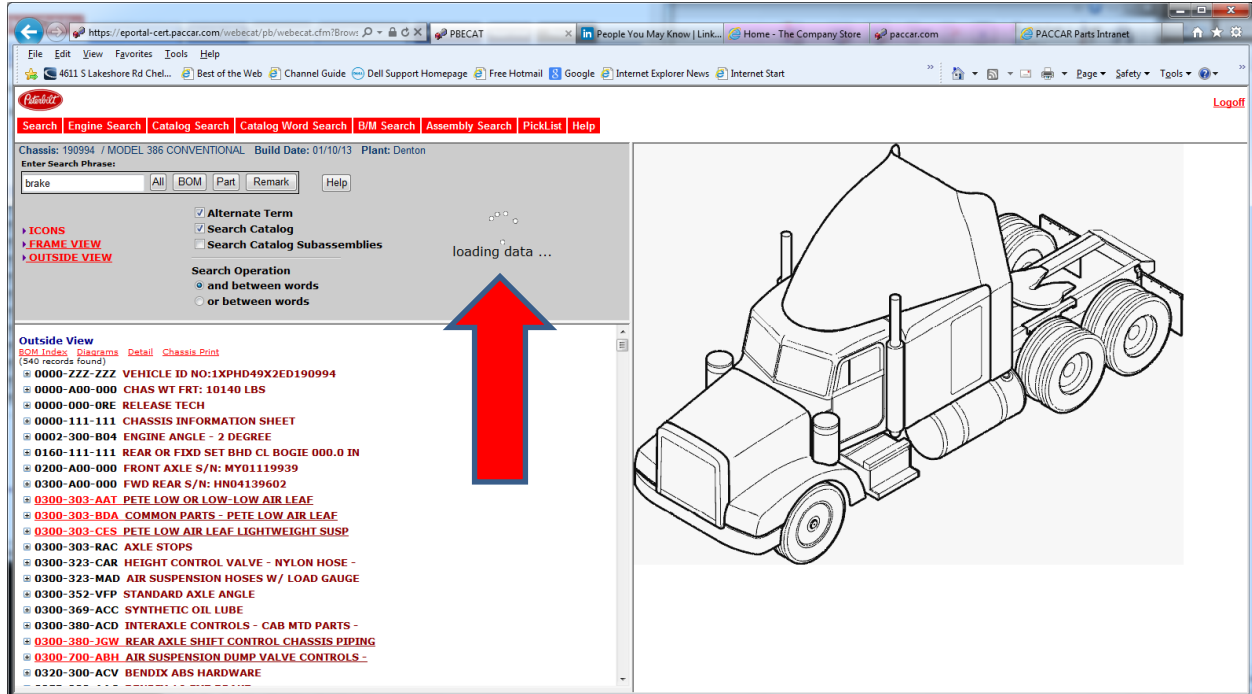 https://eportal-cert.paccar.com/webecat/pb/webecat.cfm?Brow: PBECAT People You May Know | Link... Home - The Company Store paccar.com PACCAR Parts Intranet
File Edit View Favorites Tools Help
4611 S Lakeshore Rd Chel... Best of the Web Channel Guide Dell Support Homepage Free Hotmail Google Internet Explorer News Internet Start Page Safety Tools
Peterbilt
Logoff
Search Engine Search Catalog Search Catalog Word Search B/M Search Assembly Search PickList Help
Chassis: 190994 / MODEL 386 CONVENTIONAL Build Date: 01/10/13 Plant: Denton
Enter Search Phrase:
brake All BOM Part Remark Help
Alternate Term
ICONS Search Catalog
FRAME VIEW Search Catalog Subassemblies
OUTSIDE VIEW
loading data ...
Search Operation
and between words
or between words
Outside View
BOM Index Diagrams Detail Chassis Print
(540 records found)
0000-ZZZ-ZZZ VEHICLE ID NO:1XPHD49X2ED190994
0000-A00-000 CHAS WT FRT: 10140 LBS
0000-000-0RE RELEASE TECH
0000-111-111 CHASSIS INFORMATION SHEET
0002-300-B04 ENGINE ANGLE - 2 DEGREE
0160-111-111 REAR OR FIXD SET BHD CL BOGIE 000.0 IN
0200-A00-000 FRONT AXLE S/N: MY01119939
0300-A00-000 FWD REAR S/N: HN04139602
0300-303-AAT PETE LOW OR LOW-LOW AIR LEAF
0300-303-BDA COMMON PARTS - PETE LOW AIR LEAF
0300-303-CES PETE LOW AIR LEAF LIGHTWEIGHT SUSP
0300-303-RAC AXLE STOPS
0300-323-CAR HEIGHT CONTROL VALVE - NYLON HOSE -
0300-323-MAD AIR SUSPENSION HOSES W/ LOAD GAUGE
0300-352-VFP STANDARD AXLE ANGLE
0300-369-ACC SYNTHETIC OIL LUBE
0300-380-ACD INTERAXLE CONTROLS - CAB MTD PARTS -
0300-380-JGW REAR AXLE SHIFT CONTROL CHASSIS PIPING
0300-700-ABH AIR SUSPENSION DUMP VALVE CONTROLS -
0320-300-ACV BENDIX ABS HARDWARE